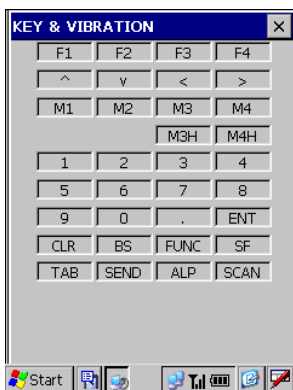 KEY & VIBRATION
F1 F2 F3 F4
^ v < >
M1 M2 M3 M4
M3H M4H
1 2 3 4
5 6 7 8
9 0 . ENT
CLR BS FUNC SF
TAB SEND ALP SCAN
Start